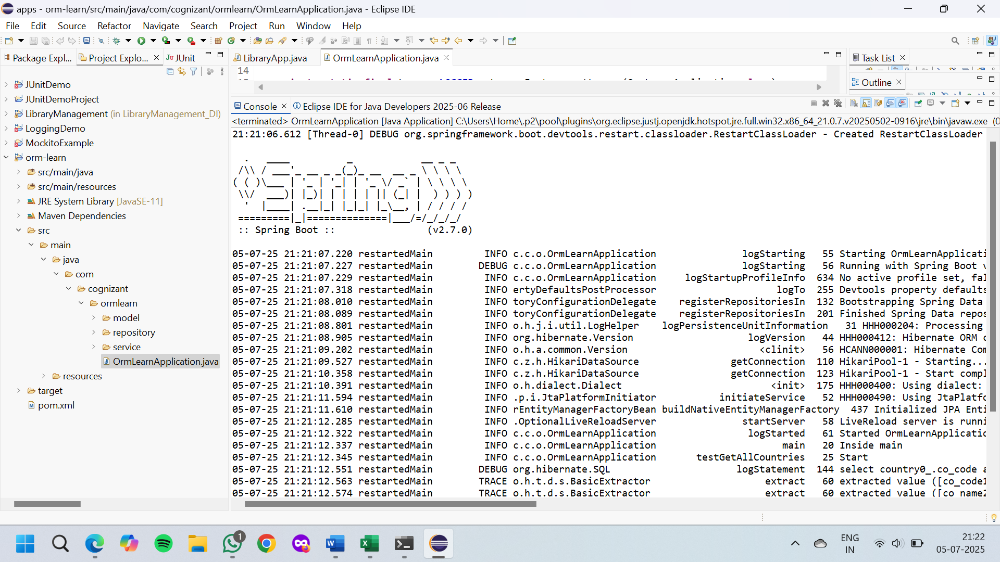 apps - orm-learn/src/main/java/com/cognizant/ormlearn/OrmLearnApplication.java - Eclipse IDE
File Edit Source Refactor Navigate Search Project Run Window Help
Package Expl... Project Explo... JUnit
LibraryApp.java OrmLearnApplication.java
Task List
Outline
14
JUnitDemo
JUnitDemoProject
LibraryManagement (in LibraryManagement_DI)
LoggingDemo
MockitoExample
orm-learn
src/main/java
src/main/resources
JRE System Library [JavaSE-11]
Maven Dependencies
src
main
java
com
cognizant
ormlearn
model
repository
service
OrmLearnApplication.java
resources
target
pom.xml
Console Eclipse IDE for Java Developers 2025-06 Release
<terminated> OrmLearnApplication [Java Application] C:\Users\Home\.p2\pool\plugins\org.eclipse.justj.openjdk.hotspot.jre.full.win32.x86_64_21.0.7.v20250502-0916\jre\bin\javaw.exe (0
21:21:06.612 [Thread-0] DEBUG org.springframework.boot.devtools.restart.classloader.RestartClassLoader - Created RestartClassLoader
Spring
:: Spring Boot :: (v2.7.0)
05-07-25 21:21:07.220 restartedMain INFO c.c.o.OrmLearnApplication logStarting 55 Starting OrmLearnApplicati
05-07-25 21:21:07.227 restartedMain DEBUG c.c.o.OrmLearnApplication logStarting 56 Running with Spring Boot v
05-07-25 21:21:07.229 restartedMain INFO c.c.o.OrmLearnApplication logStartupProfileInfo 634 No active profile set, fal
05-07-25 21:21:07.318 restartedMain INFO ertyDefaultsPostProcessor logTo 255 Devtools property defaults
05-07-25 21:21:08.010 restartedMain INFO toryConfigurationDelegate registerRepositoriesIn 132 Bootstrapping Spring Data
05-07-25 21:21:08.089 restartedMain INFO toryConfigurationDelegate registerRepositoriesIn 201 Finished Spring Data repos
05-07-25 21:21:08.801 restartedMain INFO o.h.j.i.util.LogHelper logPersistenceUnitInformation 31 HHH000204: Processing
05-07-25 21:21:08.905 restartedMain INFO org.hibernate.Version logVersion 44 HHH000412: Hibernate ORM c
05-07-25 21:21:09.202 restartedMain INFO o.h.a.common.Version <clinit> 56 HCANN000001: Hibernate Com
05-07-25 21:21:09.527 restartedMain INFO c.z.h.HikariDataSource getConnection 110 HikariPool-1 - Starting...
05-07-25 21:21:10.358 restartedMain INFO c.z.h.HikariDataSource getConnection 123 HikariPool-1 - Start compl
05-07-25 21:21:10.391 restartedMain INFO o.h.dialect.Dialect <init> 175 HHH000400: Using dialect:
05-07-25 21:21:11.594 restartedMain INFO .p.i.JtaPlatformInitiator initiateService 52 HHH000490: Using JtaPlatfo
05-07-25 21:21:11.610 restartedMain INFO rEntityManagerFactoryBean buildNativeEntityManagerFactory 437 Initialized JPA Enti
05-07-25 21:21:12.285 restartedMain INFO .OptionalLiveReloadServer startServer 58 LiveReload server is runni
05-07-25 21:21:12.322 restartedMain INFO c.c.o.OrmLearnApplication logStarted 61 Started OrmLearnApplicatic
05-07-25 21:21:12.337 restartedMain INFO c.c.o.OrmLearnApplication main 20 Inside main
05-07-25 21:21:12.345 restartedMain INFO c.c.o.OrmLearnApplication testGetAllCountries 25 Start
05-07-25 21:21:12.551 restartedMain DEBUG org.hibernate.SQL logStatement 144 select country0_.co_code a
05-07-25 21:21:12.563 restartedMain TRACE o.h.t.d.s.BasicExtractor extract 60 extracted value ([co_code1
05-07-25 21:21:12.574 restartedMain TRACE o.h.t.d.s.BasicExtractor extract 60 extracted value ([co_name2
1
ENG
IN
21:22
05-07-2025